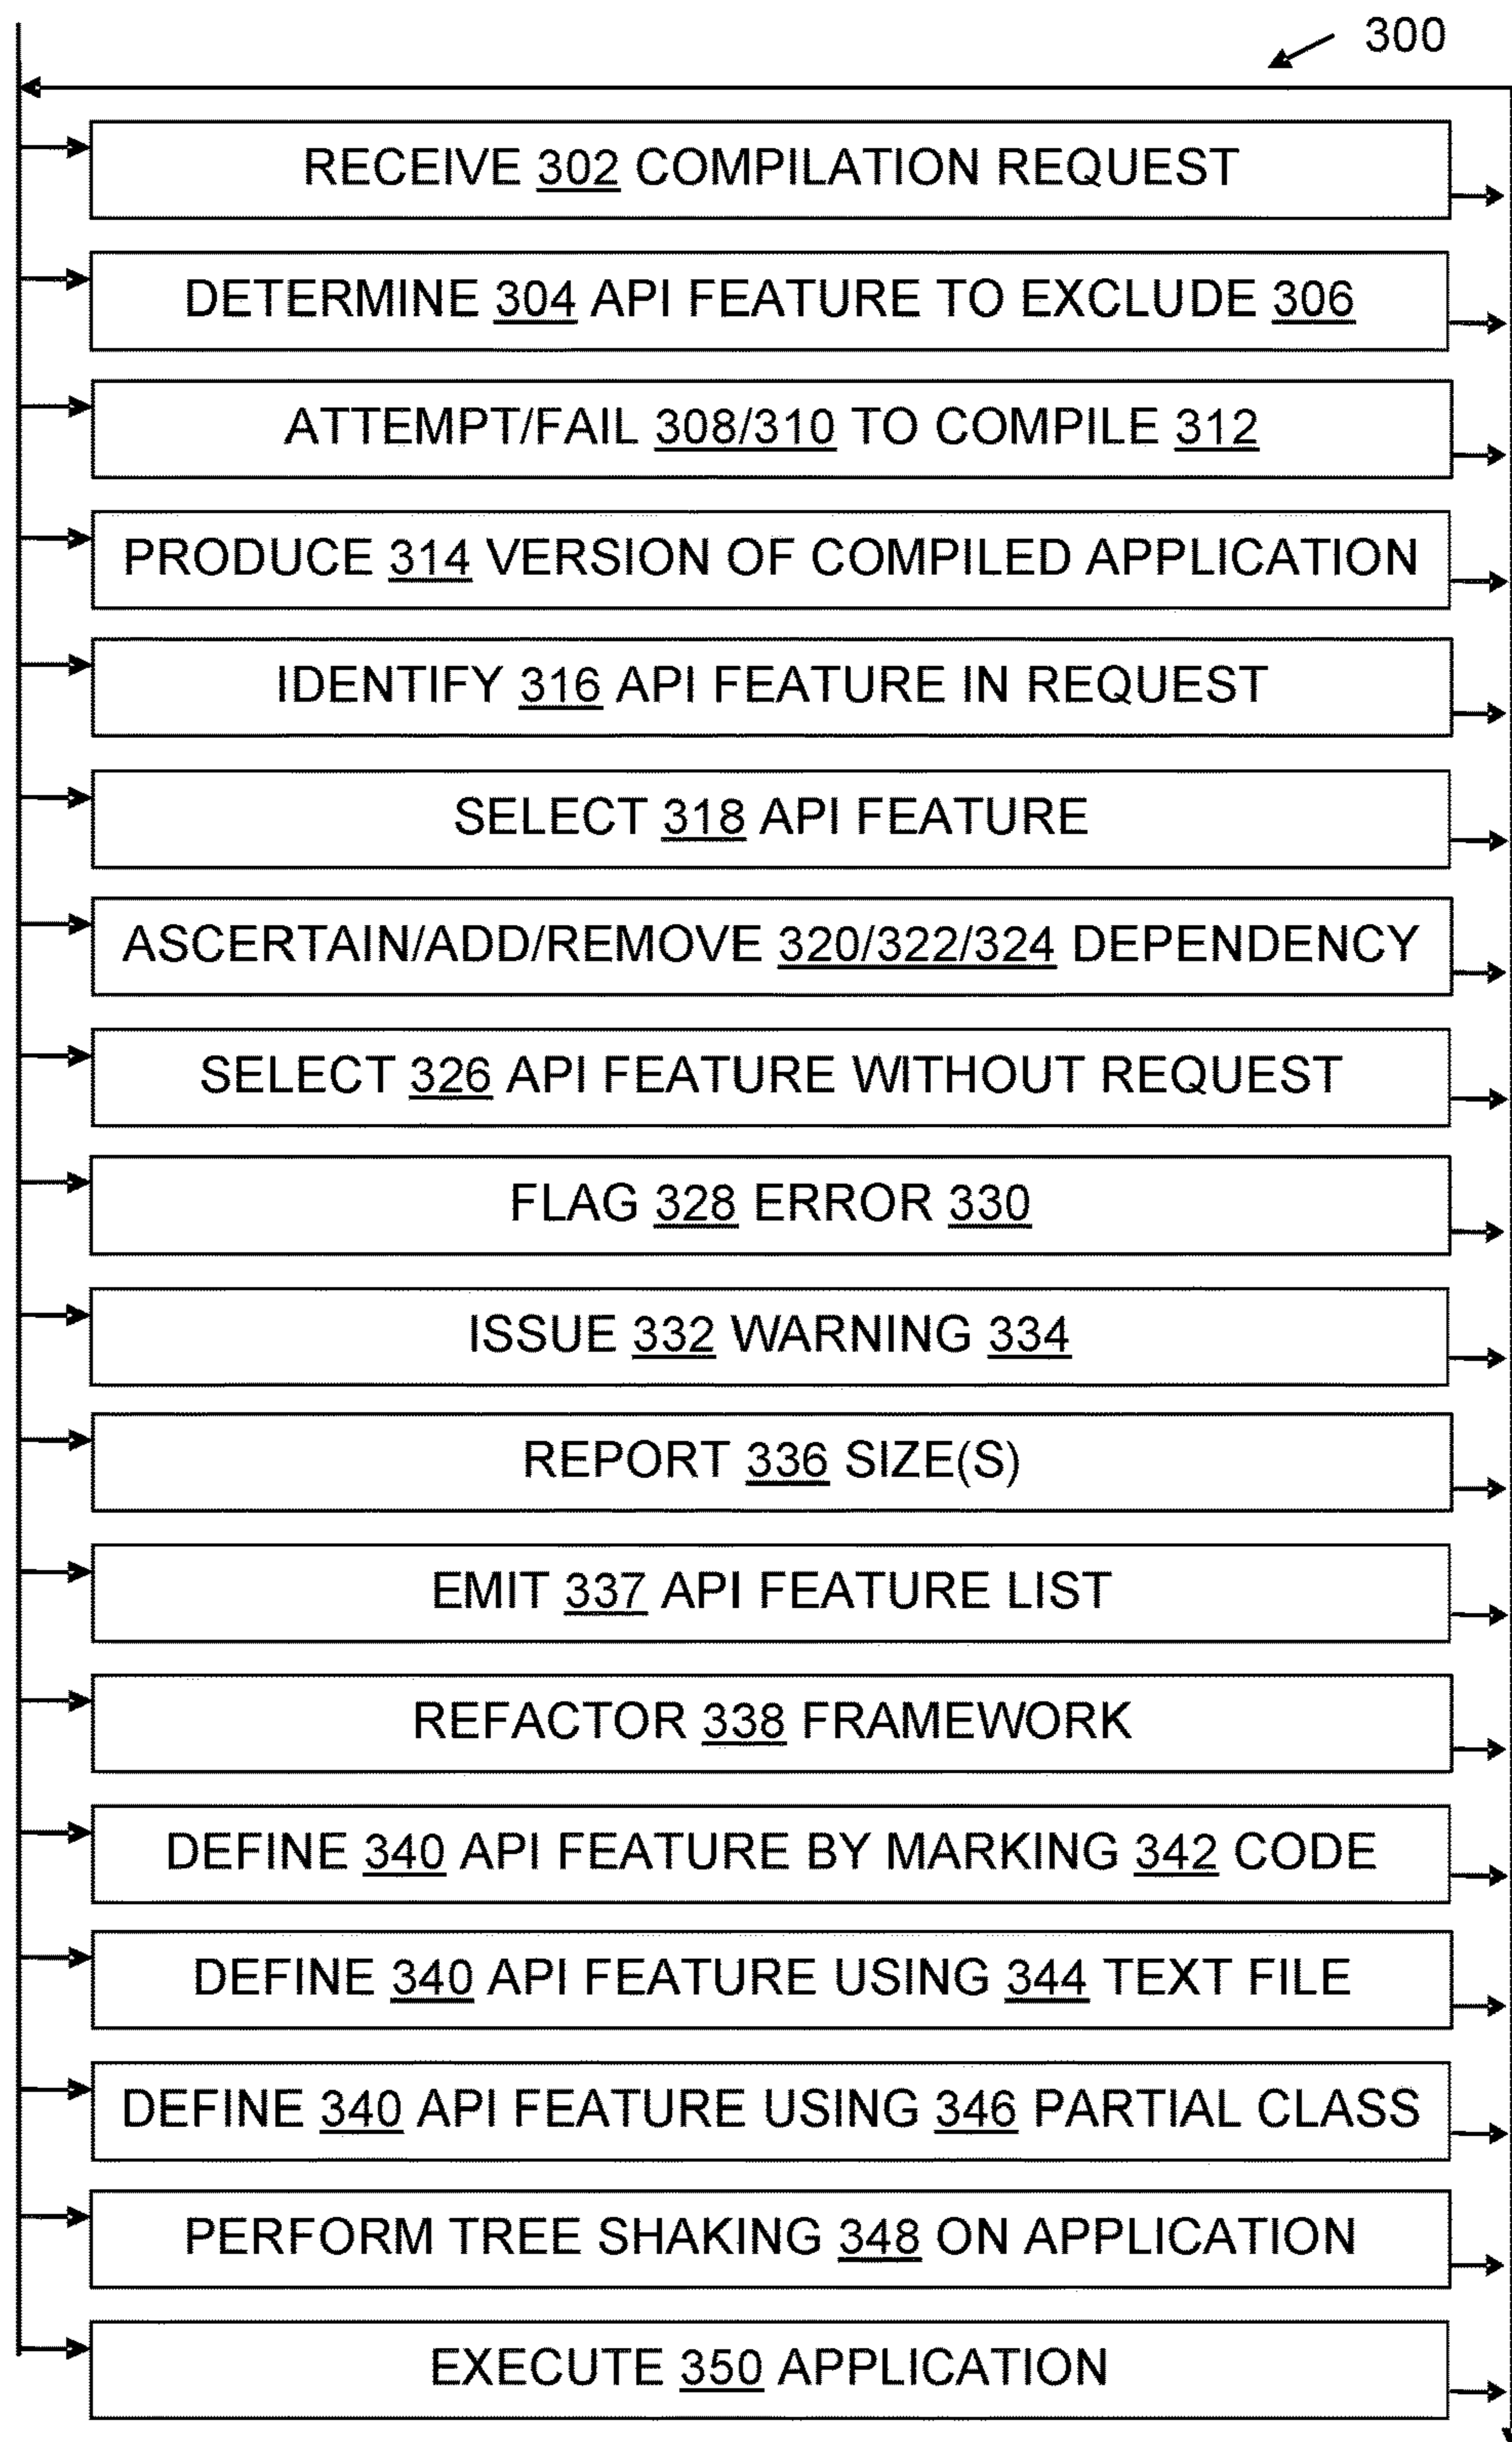 300
RECEIVE 302 COMPILATION REQUEST
DETERMINE 304 API FEATURE TO EXCLUDE 306
ATTEMPT/FAIL 308/310 TO COMPILE 312
PRODUCE 314 VERSION OF COMPILED APPLICATION
IDENTIFY 316 API FEATURE IN REQUEST
SELECT 318 API FEATURE
ASCERTAIN/ADD/REMOVE 320/322/324 DEPENDENCY
SELECT 326 API FEATURE WITHOUT REQUEST
FLAG 328 ERROR 330
ISSUE 332 WARNING 334
REPORT 336 SIZE(S)
EMIT 337 API FEATURE LIST
REFACTOR 338 FRAMEWORK
DEFINE 340 API FEATURE BY MARKING 342 CODE
DEFINE 340 API FEATURE USING 344 TEXT FILE
DEFINE 340 API FEATURE USING 346 PARTIAL CLASS
PERFORM TREE SHAKING 348 ON APPLICATION
EXECUTE 350 APPLICATION